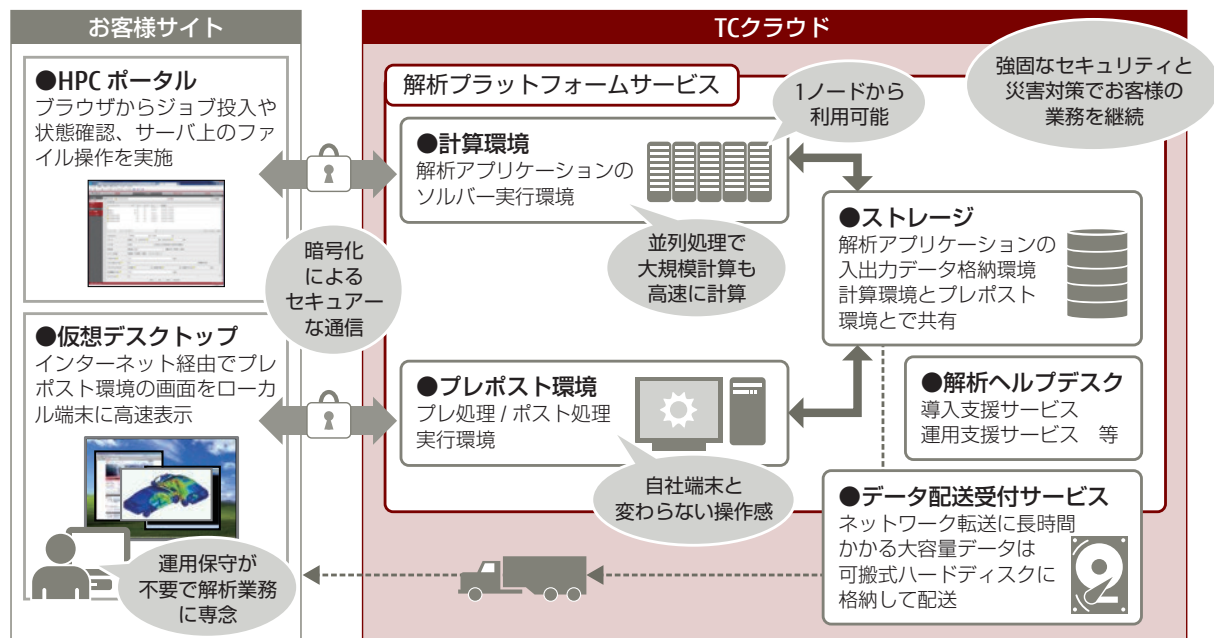 お客様サイト
●HPC ポータル
ブラウザからジョブ投入や
状態確認、サーバ上のファ
イル操作を実施
●仮想デスクトップ
インターネット経由でプレ
ポスト環境の画面をローカ
ル端末に高速表示
運用保守が
不要で解析業務
に専念
暗号化
による
セキュアー
な通信
TCクラウド
解析プラットフォームサービス
1ノードから
利用可能
強固なセキュリティと
災害対策でお客様の
業務を継続
●計算環境
解析アプリケーションの
ソルバー実行環境
並列処理で
大規模計算も
高速に計算
●ストレージ
解析アプリケーションの
入出力データ格納環境
計算環境とプレポスト
環境とで共有
●プレポスト環境
プレ処理 / ポスト処理
実行環境
自社端末と
変わらない操作感
●解析ヘルプデスク
導入支援サービス
運用支援サービス　等
●データ配送受付サービス
ネットワーク転送に長時間
かかる大容量データは
可搬式ハードディスクに
格納して配送